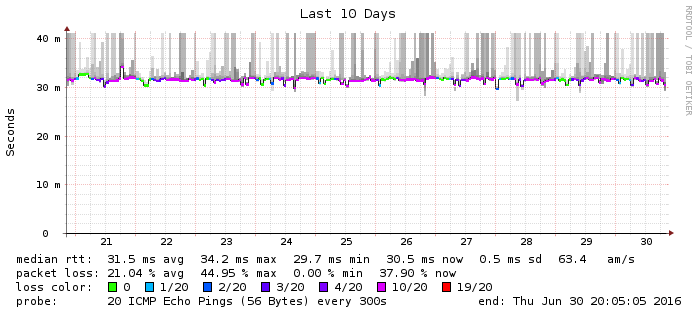 Last 10 Days
RRDTOOL / TOBI OETIKER
Seconds
40 m
30 m
20 m
10 m
0
21 22 23 24 25 26 27 28 29 30
median rtt: 31.5 ms avg 34.2 ms max 29.7 ms min 30.5 ms now 0.5 ms sd 63.4 am/s
packet loss: 21.04 % avg 44.95 % max 0.00 % min 37.90 % now
loss color: 0 1/20 2/20 3/20 4/20 10/20 19/20
probe: 20 ICMP Echo Pings (56 Bytes) every 300s end: Thu Jun 30 20:05:05 2016